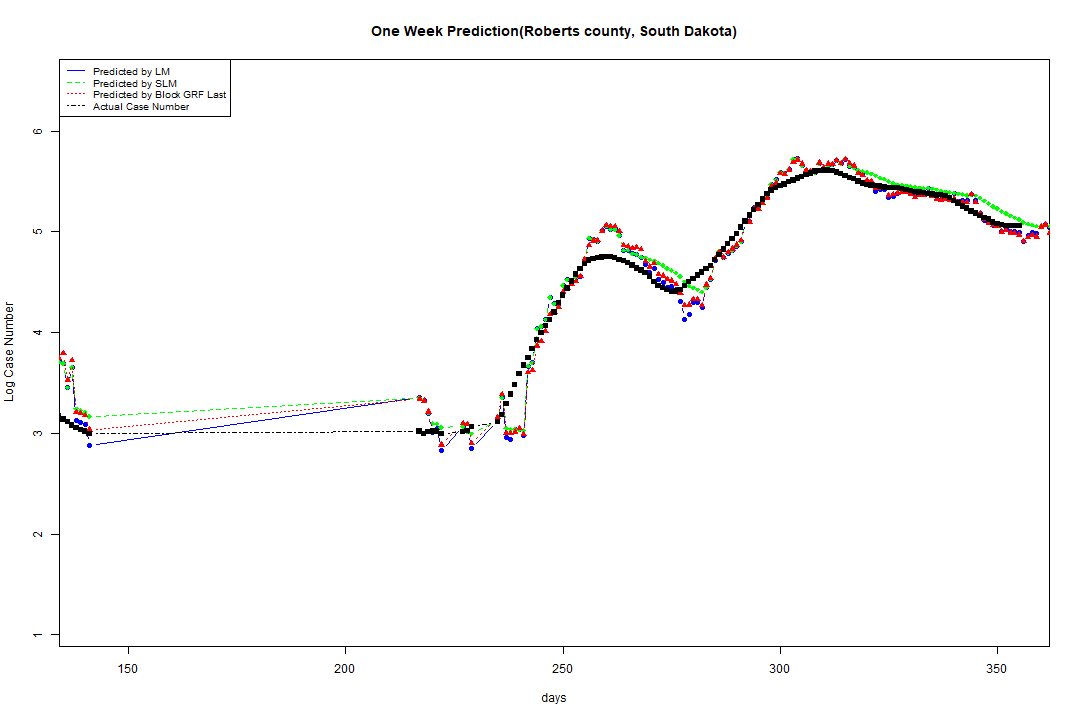 One Week Prediction(Roberts county, South Dakota)
Predicted by LM
Predicted by SLM
Predicted by Block GRF Last
Actual Case Number
6
5
4
3
2
1
Log Case Number
150 200 250 300 350
days